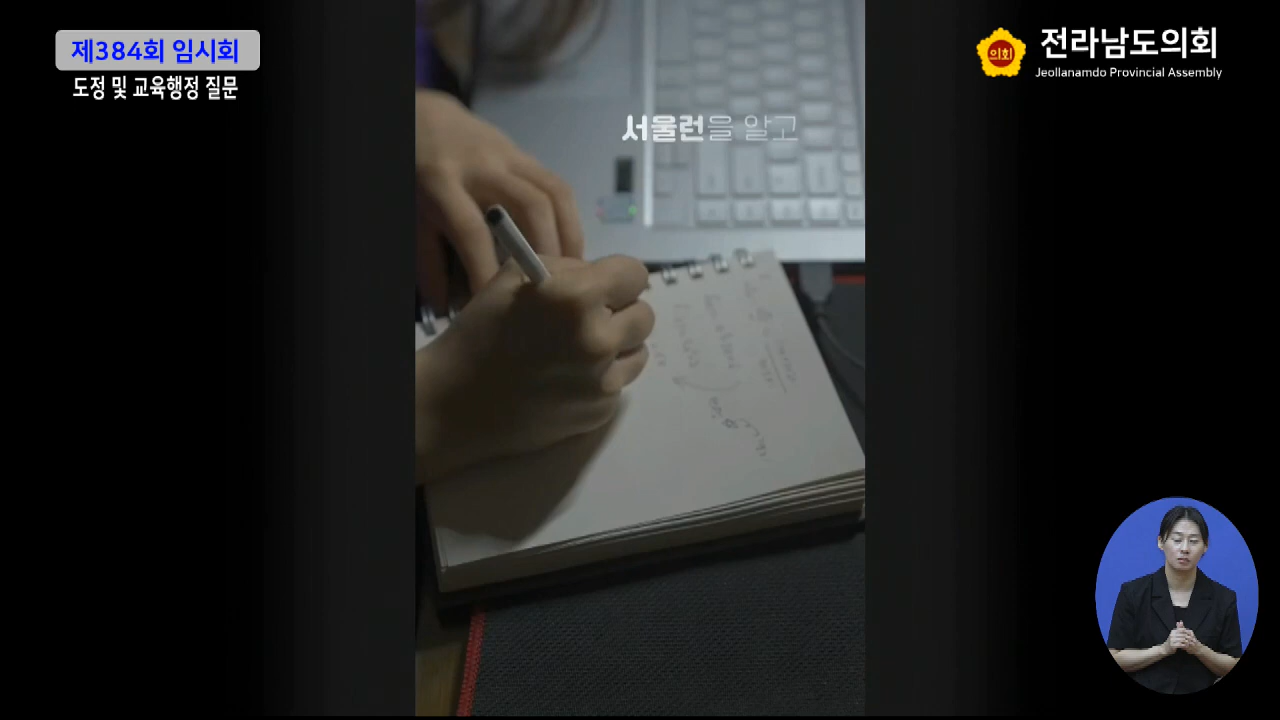 제384회 임시회
도정 및 교육행정 질문
의회
전라남도의회
Jeollanamdo Provincial Assembly
서울런을 알고